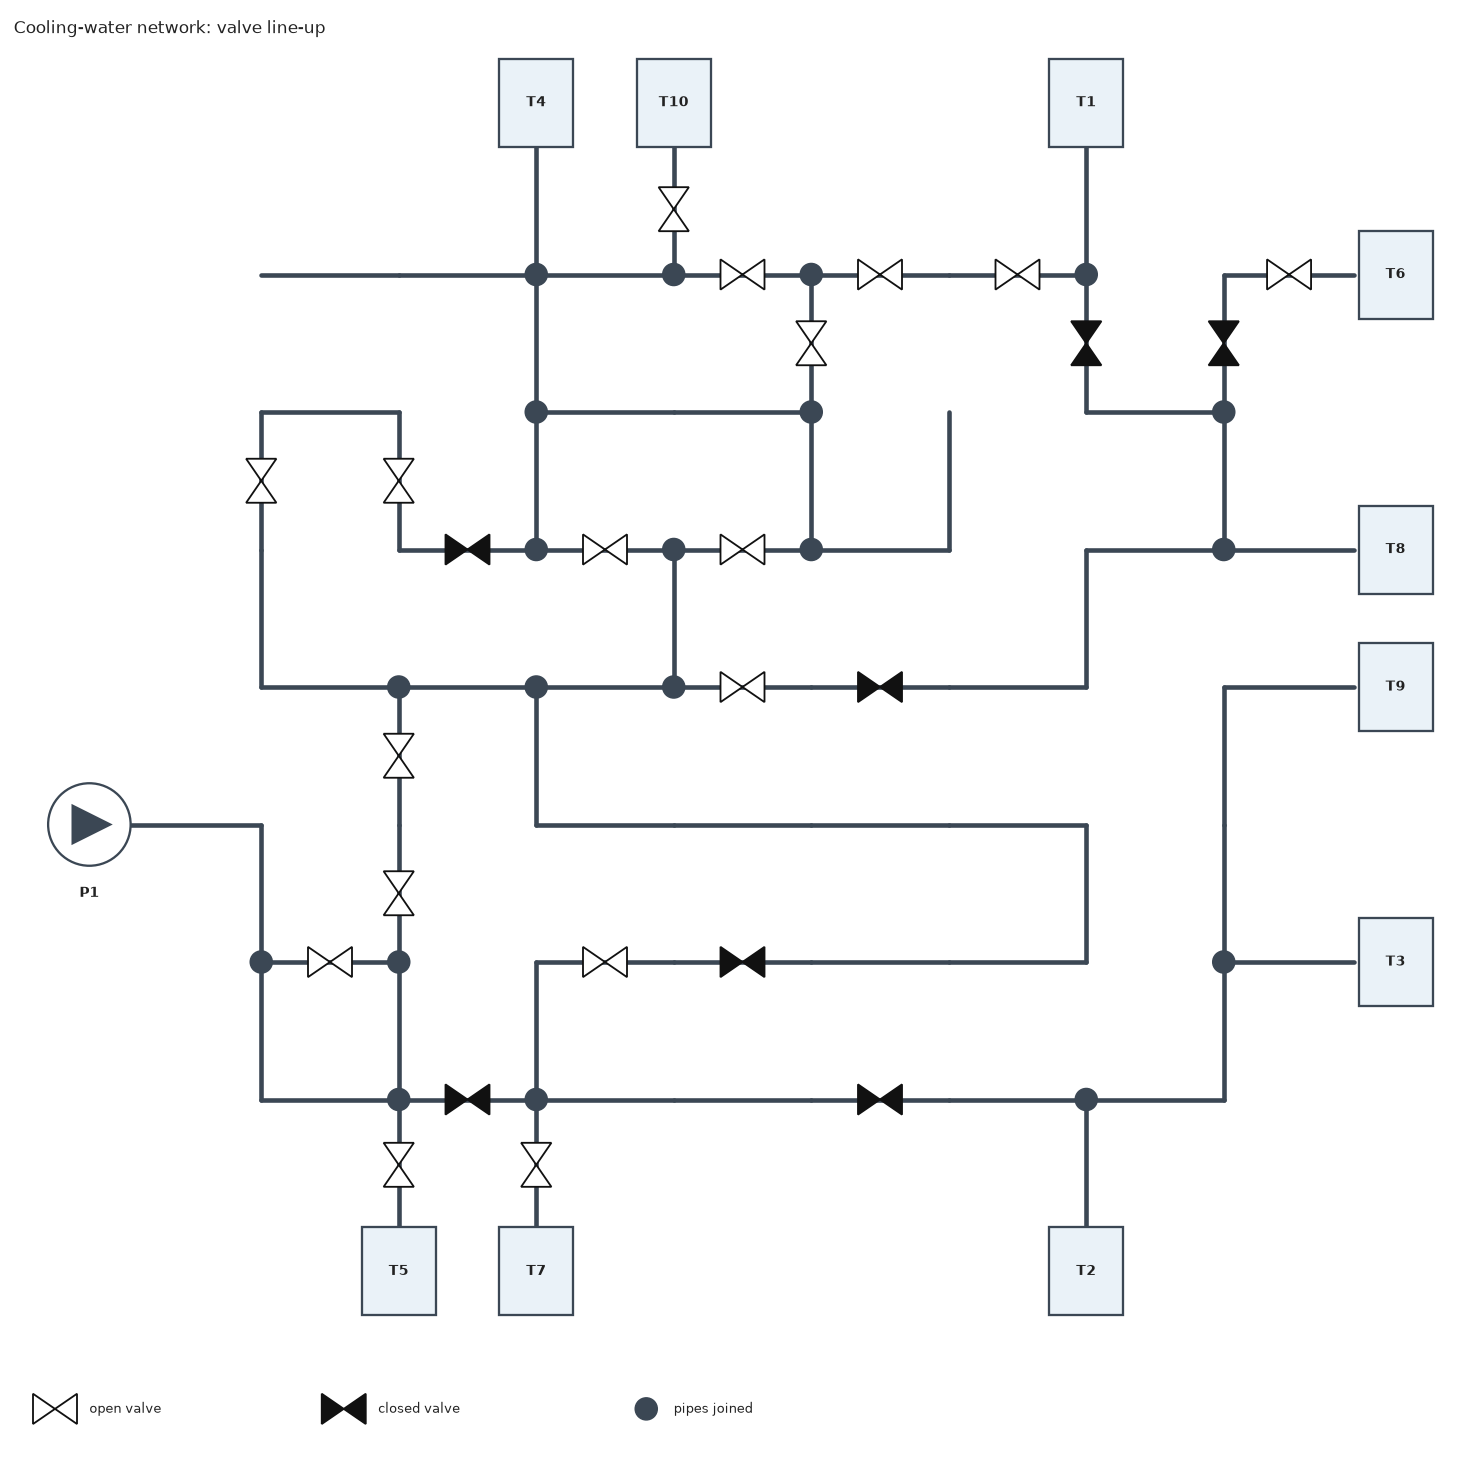 Cooling-water network: valve line-up
T4
T10
T1
T6
T8
T9
P1
T3
T5
T7
T2
open valve
closed valve
pipes joined